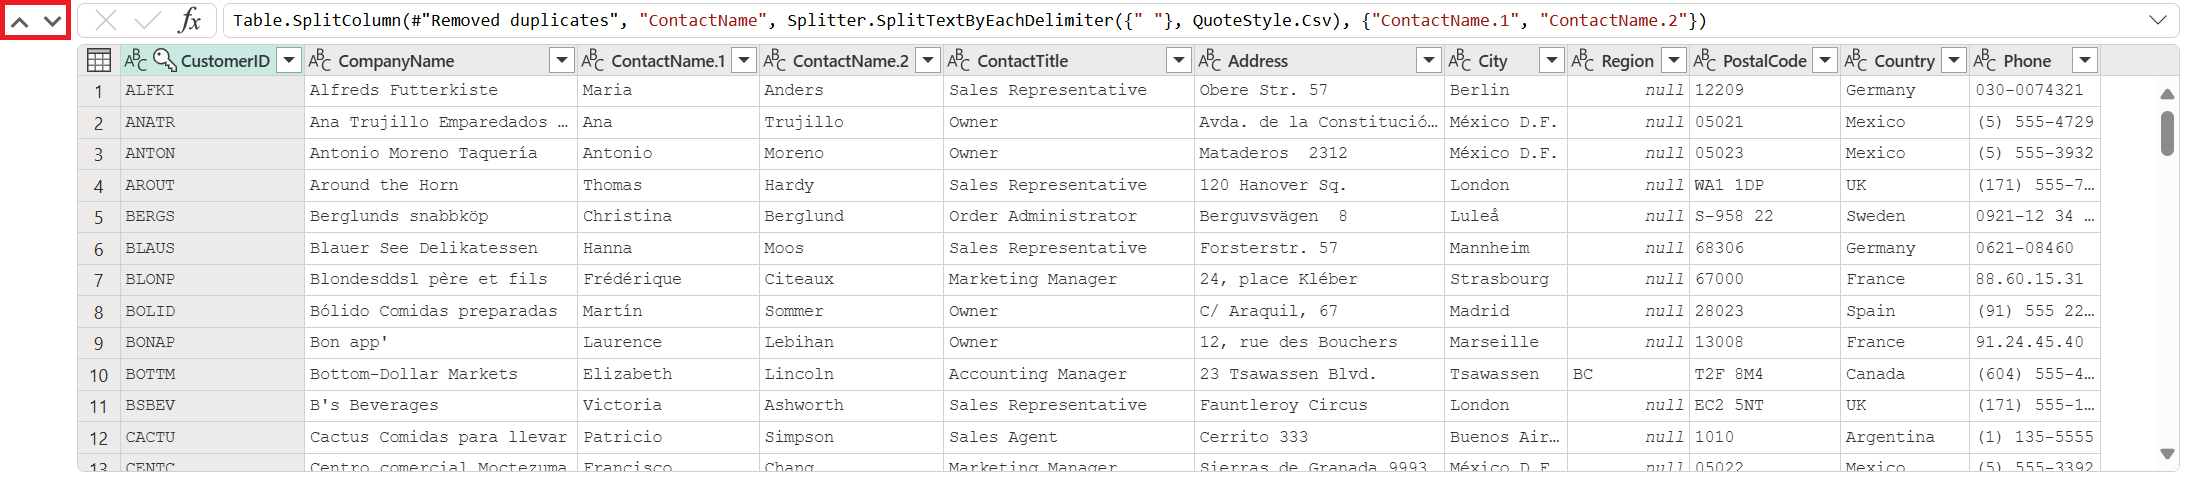 fx Table.SplitColumn(#"Removed duplicates", "ContactName", Splitter.SplitTextByEachDelimiter({" "}, QuoteStyle.Csv), {"ContactName.1", "ContactName.2"})
ABC CustomerID ABC CompanyName ABC ContactName.1 ABC ContactName.2 ABC ContactTitle ABC Address ABC City ABC Region ABC PostalCode ABC Country ABC Phone
1 ALFKI Alfreds Futterkiste Maria Anders Sales Representative Obere Str. 57 Berlin null 12209 Germany 030-0074321
2 ANATR Ana Trujillo Emparedados … Ana Trujillo Owner Avda. de la Constitució… México D.F. null 05021 Mexico (5) 555-4729
3 ANTON Antonio Moreno Taquería Antonio Moreno Owner Mataderos  2312 México D.F. null 05023 Mexico (5) 555-3932
4 AROUT Around the Horn Thomas Hardy Sales Representative 120 Hanover Sq. London null WA1 1DP UK (171) 555-7…
5 BERGS Berglunds snabbköp Christina Berglund Order Administrator Berguvsvägen  8 Luleå null S-958 22 Sweden 0921-12 34 …
6 BLAUS Blauer See Delikatessen Hanna Moos Sales Representative Forsterstr. 57 Mannheim null 68306 Germany 0621-08460
7 BLONP Blondesddsl père et fils Frédérique Citeaux Marketing Manager 24, place Kléber Strasbourg null 67000 France 88.60.15.31
8 BOLID Bólido Comidas preparadas Martín Sommer Owner C/ Araquil, 67 Madrid null 28023 Spain (91) 555 22…
9 BONAP Bon app' Laurence Lebihan Owner 12, rue des Bouchers Marseille null 13008 France 91.24.45.40
10 BOTTM Bottom-Dollar Markets Elizabeth Lincoln Accounting Manager 23 Tsawassen Blvd. Tsawassen BC T2F 8M4 Canada (604) 555-4…
11 BSBEV B's Beverages Victoria Ashworth Sales Representative Fauntleroy Circus London null EC2 5NT UK (171) 555-1…
12 CACTU Cactus Comidas para llevar Patricio Simpson Sales Agent Cerrito 333 Buenos Air… null 1010 Argentina (1) 135-5555
13 CENTC Centro comercial Moctezuma Francisco Chang Marketing Manager Sierras de Granada 9993 México D.F. null 05022 Mexico (5) 555-3392